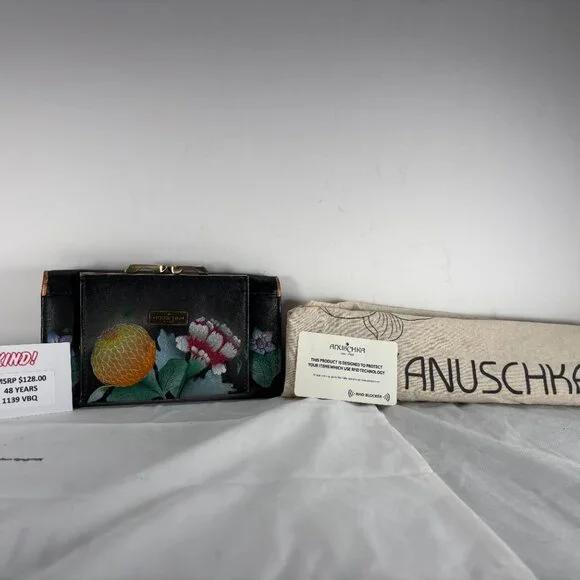 KIND!
MSRP $128.00
48 YEARS
1139 VBQ
ANUSCHKA
THIS PRODUCT IS DESIGNED TO PROTECT
YOUR ITEMS WHICH USE RFID TECHNOLOGY
RFID BLOCKER
ANUSCHKA